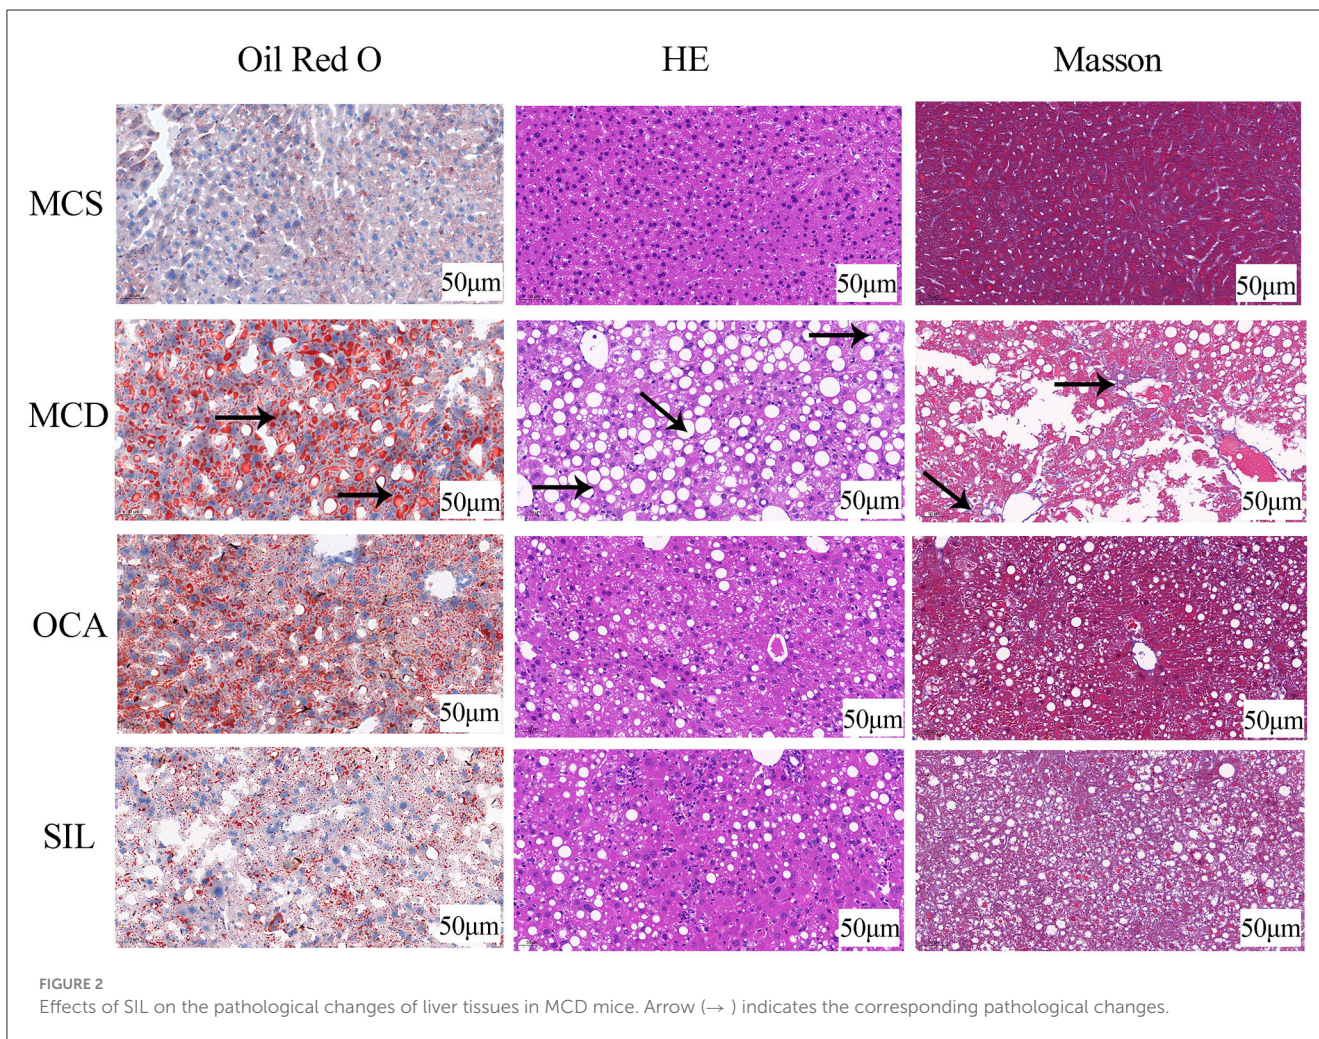 Oil Red O HE Masson
MCS 50μm 50μm 50μm
MCD 50μm 50μm 50μm
OCA 50μm 50μm 50μm
SIL 50μm 50μm 50μm
FIGURE 2
Effects of SIL on the pathological changes of liver tissues in MCD mice. Arrow (→ ) indicates the corresponding pathological changes.